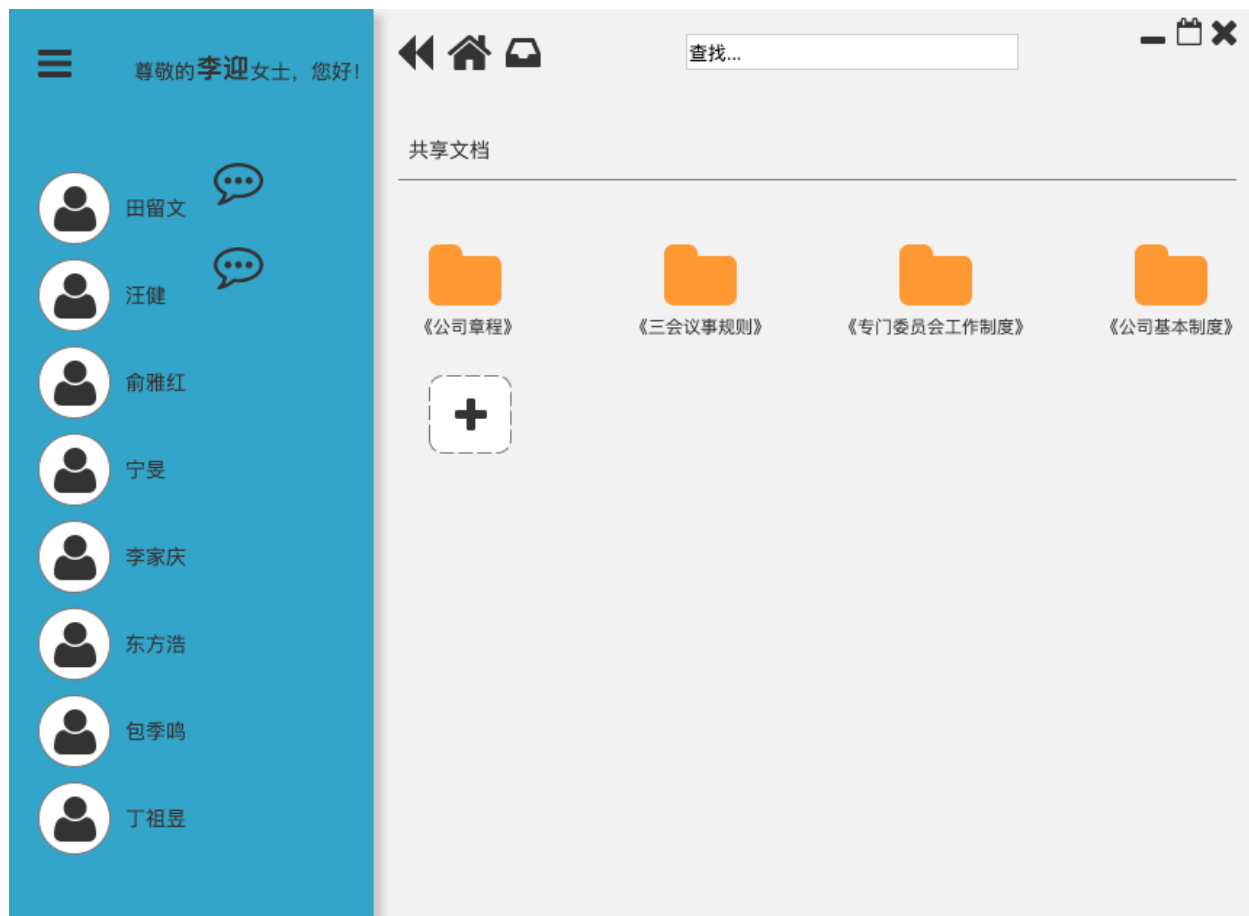 尊敬的李迎女士，您好！
田留文
汪健
俞雅红
宁旻
李家庆
东方浩
包季鸣
丁祖昱
查找...
共享文档
《公司章程》
《三会议事规则》
《专门委员会工作制度》
《公司基本制度》